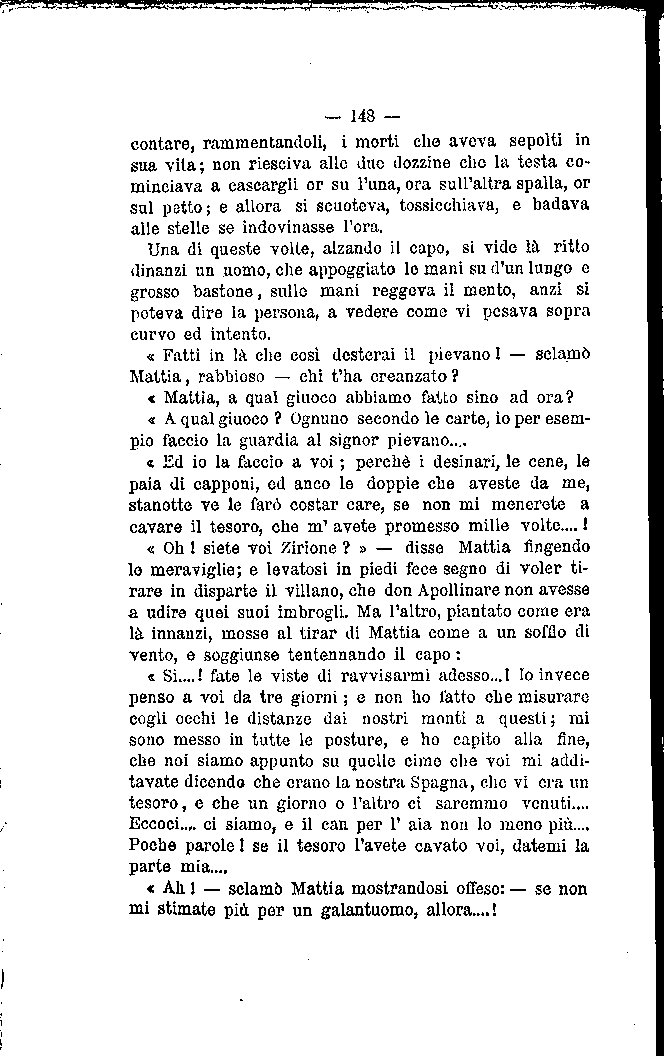 — 148 —
contare, rammentandoli, i morti che aveva sepolti in
sua vita; non riesciva alle due dozzine che la testa co-
minciava a cascargli or su l'una, ora sull'altra spalla, or
sul petto; e allora si scuoteva, tossicchiava, e badava
alle stelle se indovinasse l'ora.
Una di queste volte, alzando il capo, si vide là ritto
dinanzi un uomo, che appoggiato le mani su d'un lungo e
grosso bastone, sulle mani reggeva il mento, anzi si
poteva dire la persona, a vedere come vi pesava sopra
curvo ed intento.
« Fatti in là che così desterai il pievano! — sclamò
Mattia, rabbioso — chi t'ha creanzato?
« Mattia, a qual giuoco abbiamo fatto sino ad ora?
« A qual giuoco? Ognuno secondo le carte, io per esem-
pio faccio la guardia al signor pievano....
« Ed io la faccio a voi; perchè i desinari, le cene, le
paia di capponi, ed anco le doppie che aveste da me,
stanotte ve le farò costar care, se non mi menerete a
cavare il tesoro, che m' avete promesso mille volte....!
« Oh! siete voi Zirione? » — disse Mattia fingendo
le meraviglie; e levatosi in piedi fece segno di voler ti-
rare in disparte il villano, che don Apollinare non avesse
a udire quei suoi imbrogli. Ma l'altro, piantato come era
là innanzi, mosse al tirar di Mattia come a un soffio di
vento, e soggiunse tentennando il capo:
« Si....! fate le viste di ravvisarmi adesso...! Io invece
penso a voi da tre giorni; e non ho fatto che misurare
cogli occhi le distanze dai nostri monti a questi; mi
sono messo in tutte le posture, e ho capito alla fine,
che noi siamo appunto su quelle cime che voi mi addi-
tavate dicendo che erano la nostra Spagna, che vi era un
tesoro, e che un giorno o l'altro ci saremmo venuti....
Eccoci.... ci siamo, e il can per l' aia non lo meno più....
Poche parole! se il tesoro l'avete cavato voi, datemi la
parte mia....
« Ah! — sclamò Mattia mostrandosi offeso: — se non
mi stimate più per un galantuomo, allora....!